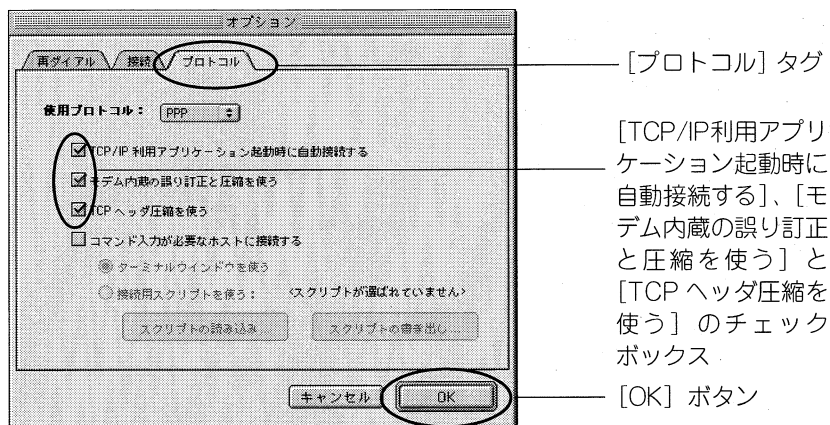 オプション
再ダイアル
接続
プロトコル
使用プロトコル：
PPP
TCP/IP 利用アプリケーション起動時に自動接続する
モデム内蔵の誤り訂正と圧縮を使う
TCP ヘッダ圧縮を使う
コマンド入力が必要なホストに接続する
ターミナルウインドウを使う
接続用スクリプトを使う：
<スクリプトが選ばれていません>
スクリプトの読み込み...
スクリプトの書き出し...
キャンセル
OK
[プロトコル] タグ
[TCP/IP利用アプリ
ケーション起動時に
自動接続する]、[モ
デム内蔵の誤り訂正
と圧縮を使う] と
[TCP ヘッダ圧縮を
使う] のチェック
ボックス
[OK] ボタン